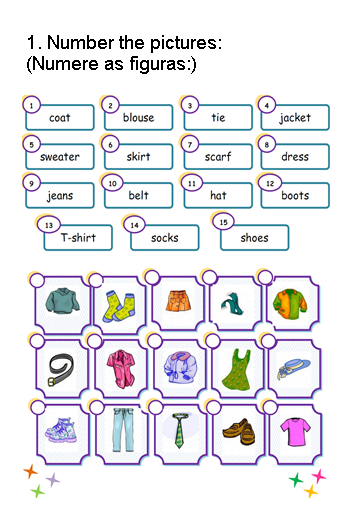 1. Number the pictures:
(Numere as figuras:)
1 coat 2 blouse 3 tie 4 jacket
5 sweater 6 skirt 7 scarf 8 dress
9 jeans 10 belt 11 hat 12 boots
13 T-shirt 14 socks 15 shoes